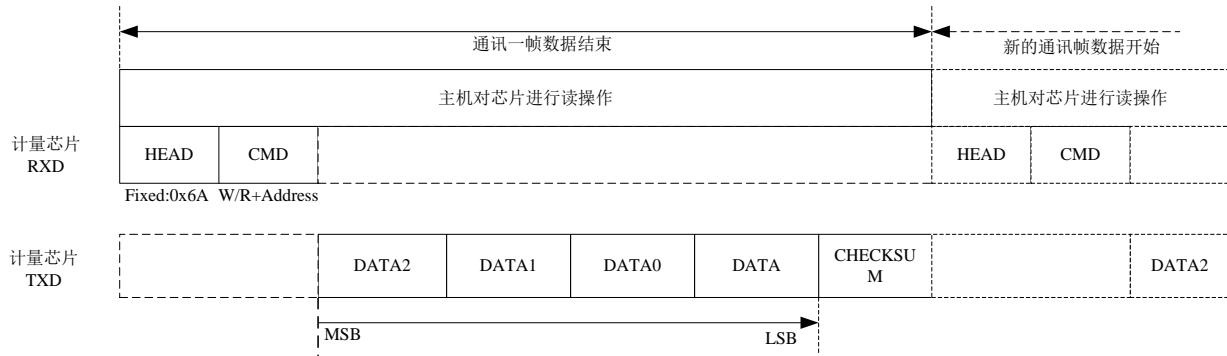 通讯一帧数据结束
新的通讯帧数据开始
主机对芯片进行读操作
主机对芯片进行读操作
计量芯片
RXD
HEAD
CMD
HEAD
CMD
Fixed:0x6A
W/R+Address
计量芯片
TXD
DATA2
DATA1
DATA0
DATA
CHECKSU
M
DATA2
MSB
LSB